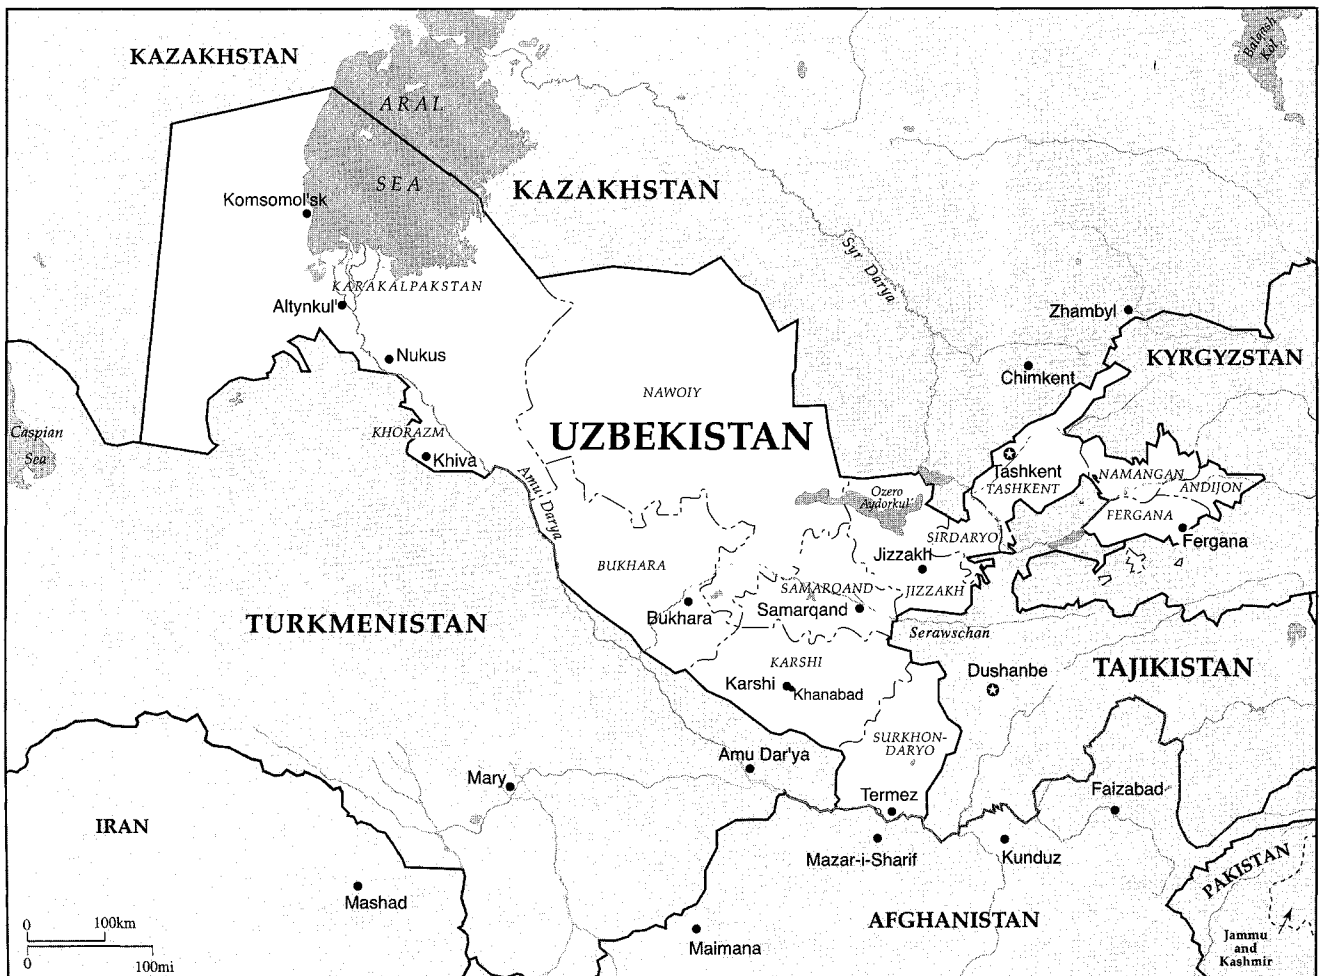 KAZAKHSTAN
ARAL
SEA
Balqash
Kol.
KAZAKHSTAN
Komsomol'sk
Syr Darya
KARAKALPAKSTAN
Altynkul'
Zhambyl
Nukus
KYRGYZSTAN
Chimkent
NAWOIY
Caspian
Sea
KHORAZM
UZBEKISTAN
Khiva
Tashkent
TASHKENT
NAMANGAN
ANDIJON
Amu Darya
Ozero
Aydorkul'
FERGANA
Fergana
SIRDARYO
Jizzakh
BUKHARA
SAMARQAND
JIZZAKH
Bukhara
Samarqand
TURKMENISTAN
Serawschan
KARSHI
Dushanbe
TAJIKISTAN
Karshi
Khanabad
SURKHON-
DARYO
Amu Dar'ya
Mary
Termez
Faizabad
IRAN
Mazar-i-Sharif
Kunduz
PAKISTAN
Mashad
AFGHANISTAN
Maimana
Jammu
and
Kashmir
0 100km
0 100mi